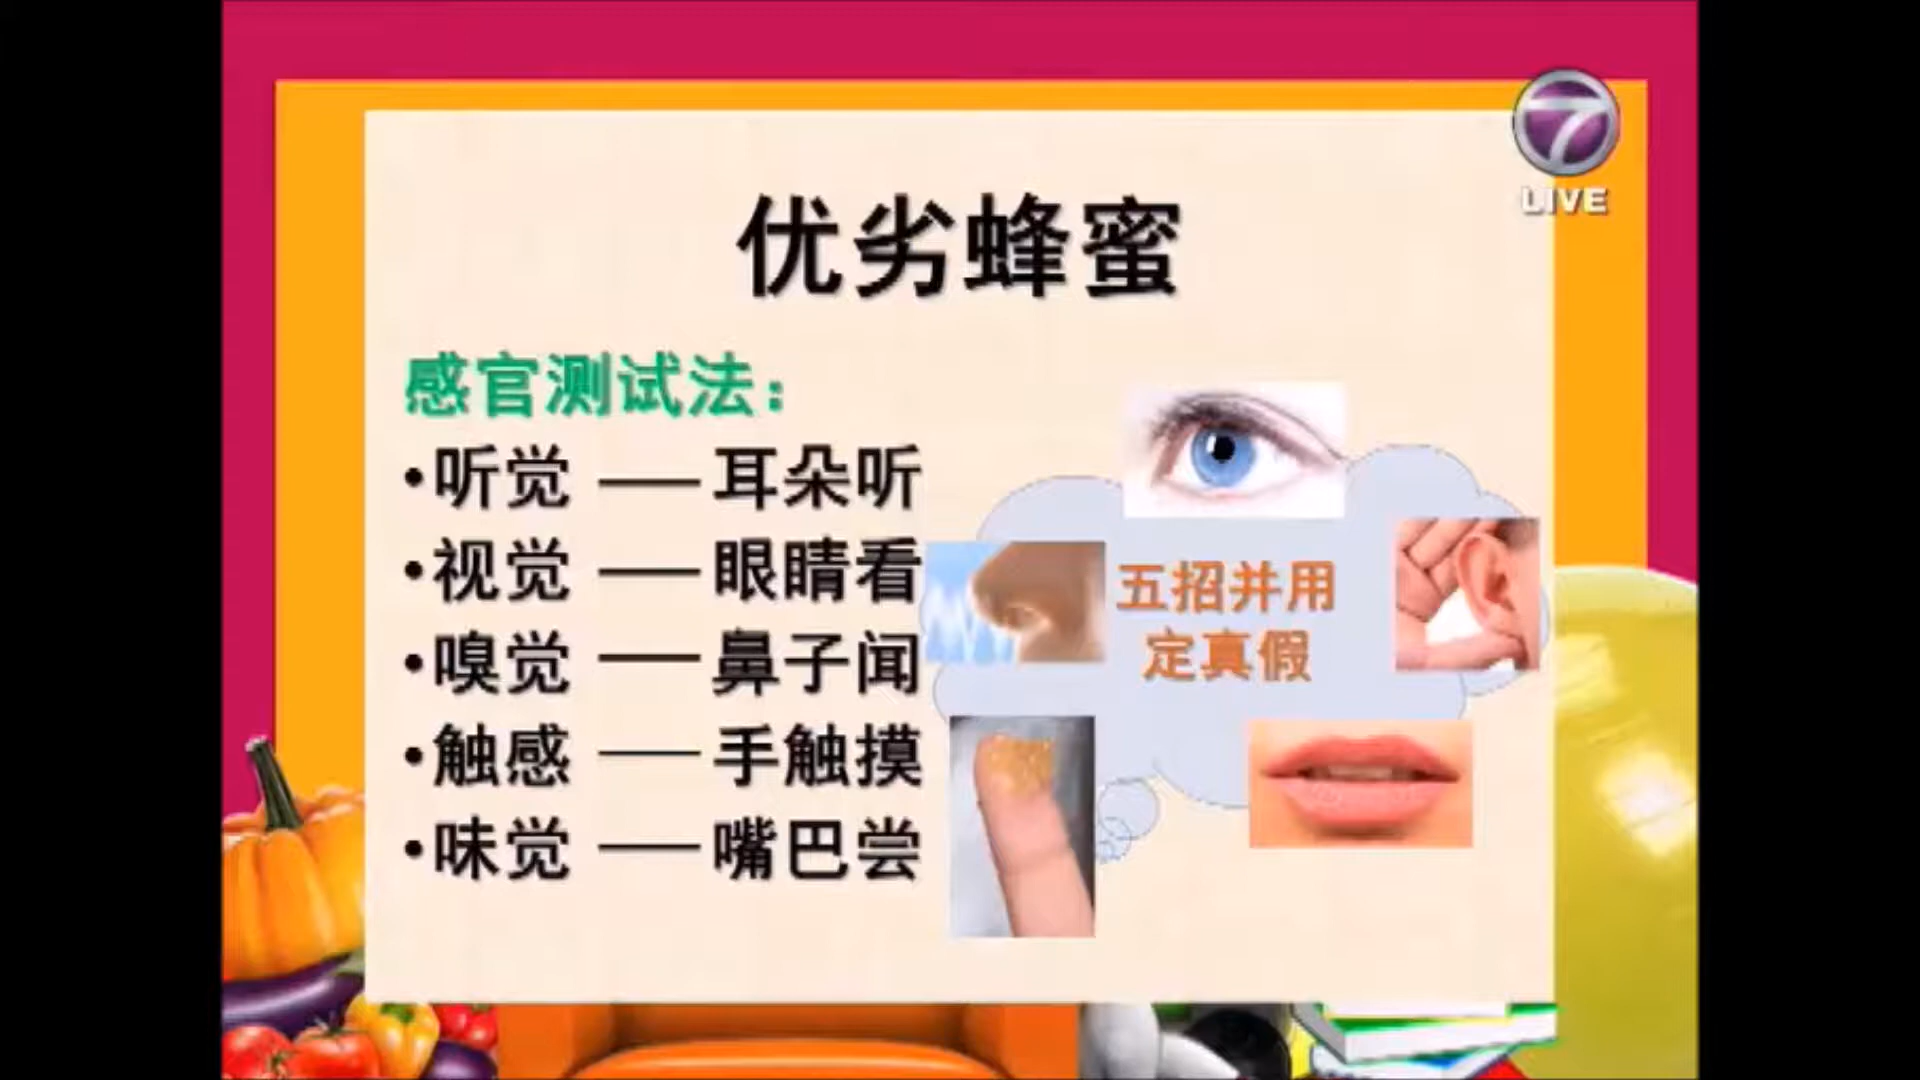 7
LIVE
优劣蜂蜜
感官测试法：
•听觉 ——耳朵听
•视觉 ——眼睛看
•嗅觉 ——鼻子闻
•触感 ——手触摸
•味觉 ——嘴巴尝
五招并用
定真假